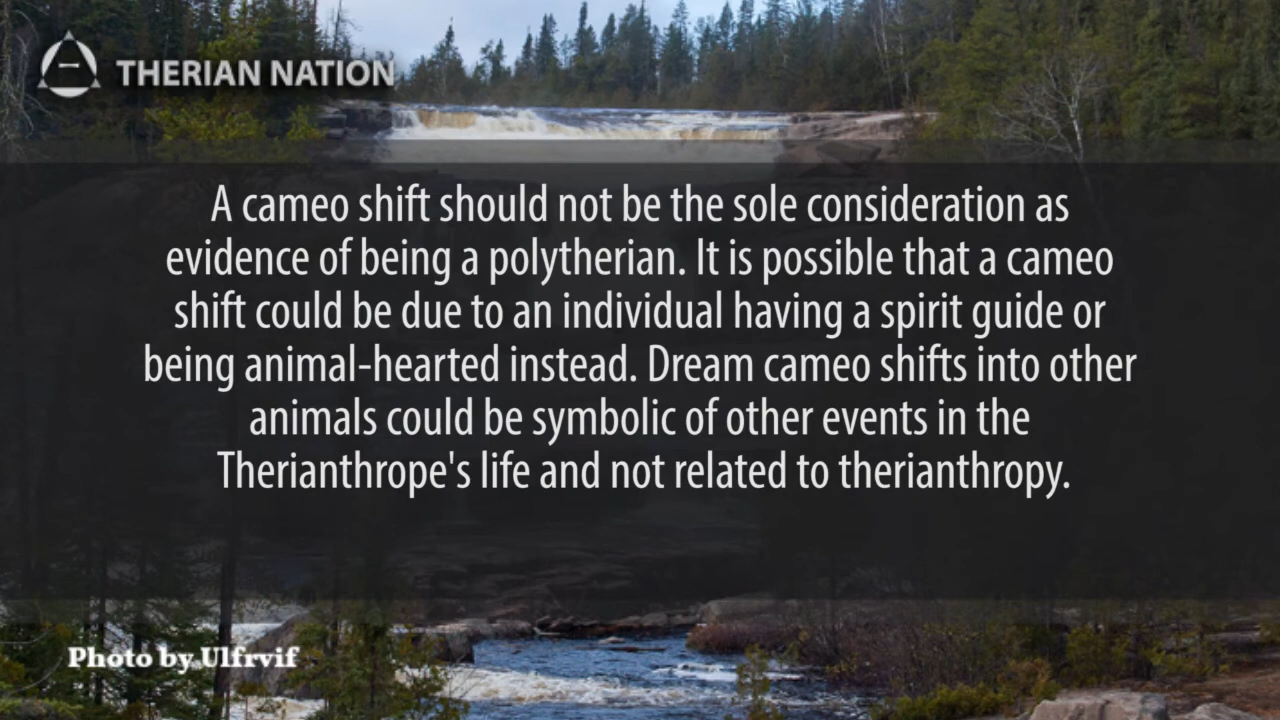 THERIAN NATION
A cameo shift should not be the sole consideration as
evidence of being a polytherian. It is possible that a cameo
shift could be due to an individual having a spirit guide or
being animal-hearted instead. Dream cameo shifts into other
animals could be symbolic of other events in the
Therianthrope's life and not related to therianthropy.
Photo by Ulfrvif